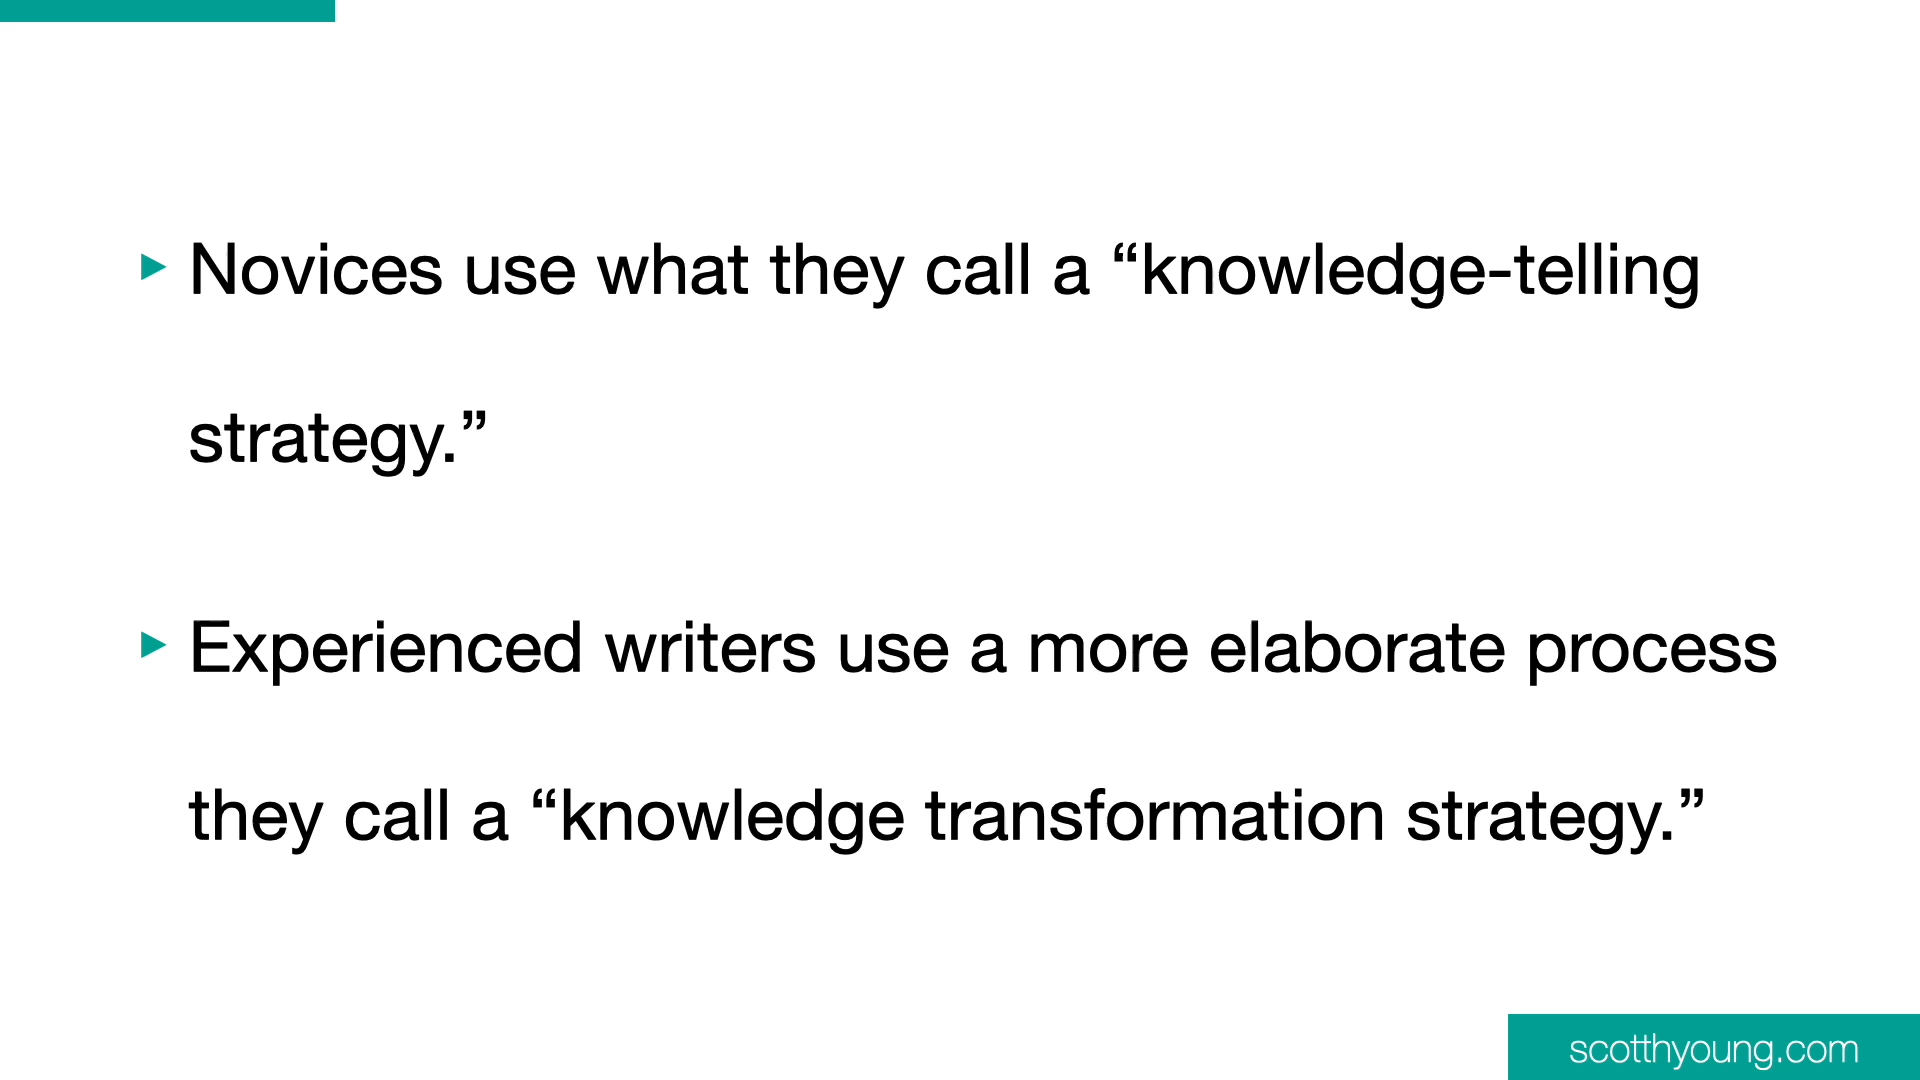 ▸ Novices use what they call a “knowledge-telling
strategy.”
▸ Experienced writers use a more elaborate process
they call a “knowledge transformation strategy.”
scotthyoung.com